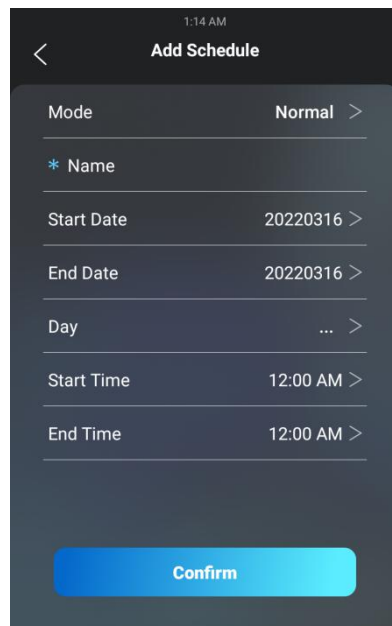 1:14 AM
Add Schedule
Mode Normal >
* Name
Start Date 20220316 >
End Date 20220316 >
Day ... >
Start Time 12:00 AM >
End Time 12:00 AM >
Confirm